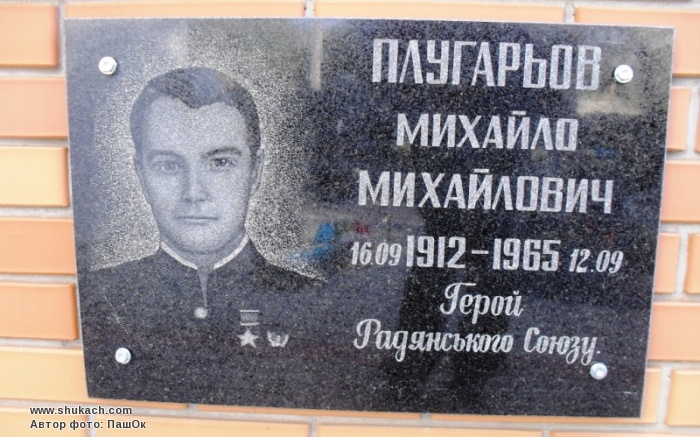 ПЛУГАРЬОВ
МИХАЙЛО
МИХАЙЛОВИЧ
16.09 1912–1965 12.09
Герой
Радянського Союзу.
www.shukach.com
Автор фото: ПашОк